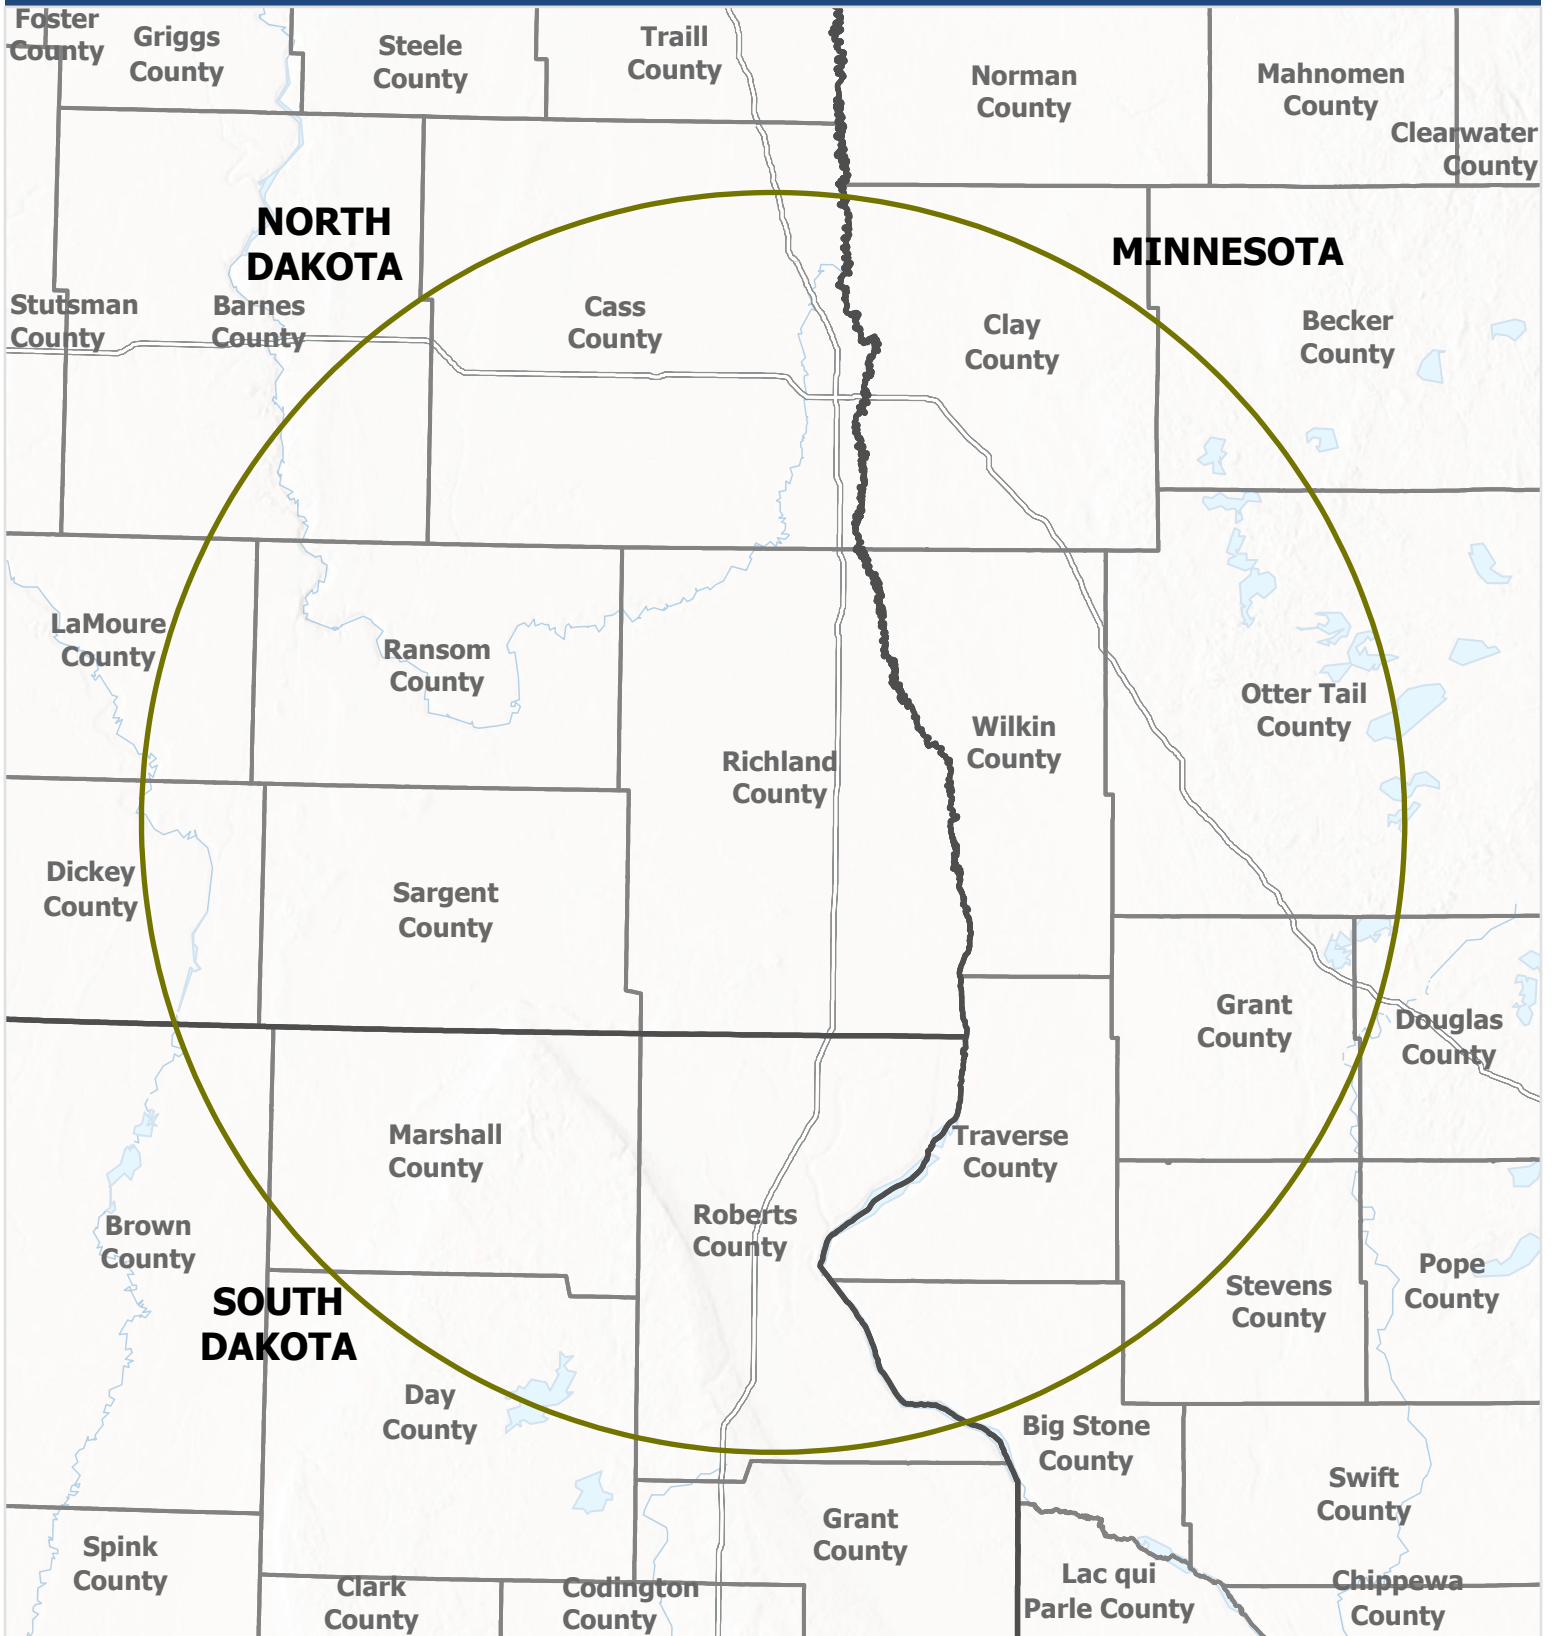 Foster
County
Griggs
County
Steele
County
Traill
County
Norman
County
Mahnomen
County
Clearwater
County
NORTH
DAKOTA
MINNESOTA
Stutsman
County
Barnes
County
Cass
County
Clay
County
Becker
County
LaMoure
County
Ransom
County
Otter Tail
County
Richland
County
Wilkin
County
Dickey
County
Sargent
County
Grant
County
Douglas
County
Marshall
County
Traverse
County
Brown
County
Roberts
County
SOUTH
DAKOTA
Stevens
County
Pope
County
Day
County
Big Stone
County
Swift
County
Grant
County
Spink
County
Clark
County
Codington
County
Lac qui
Parle County
Chippewa
County